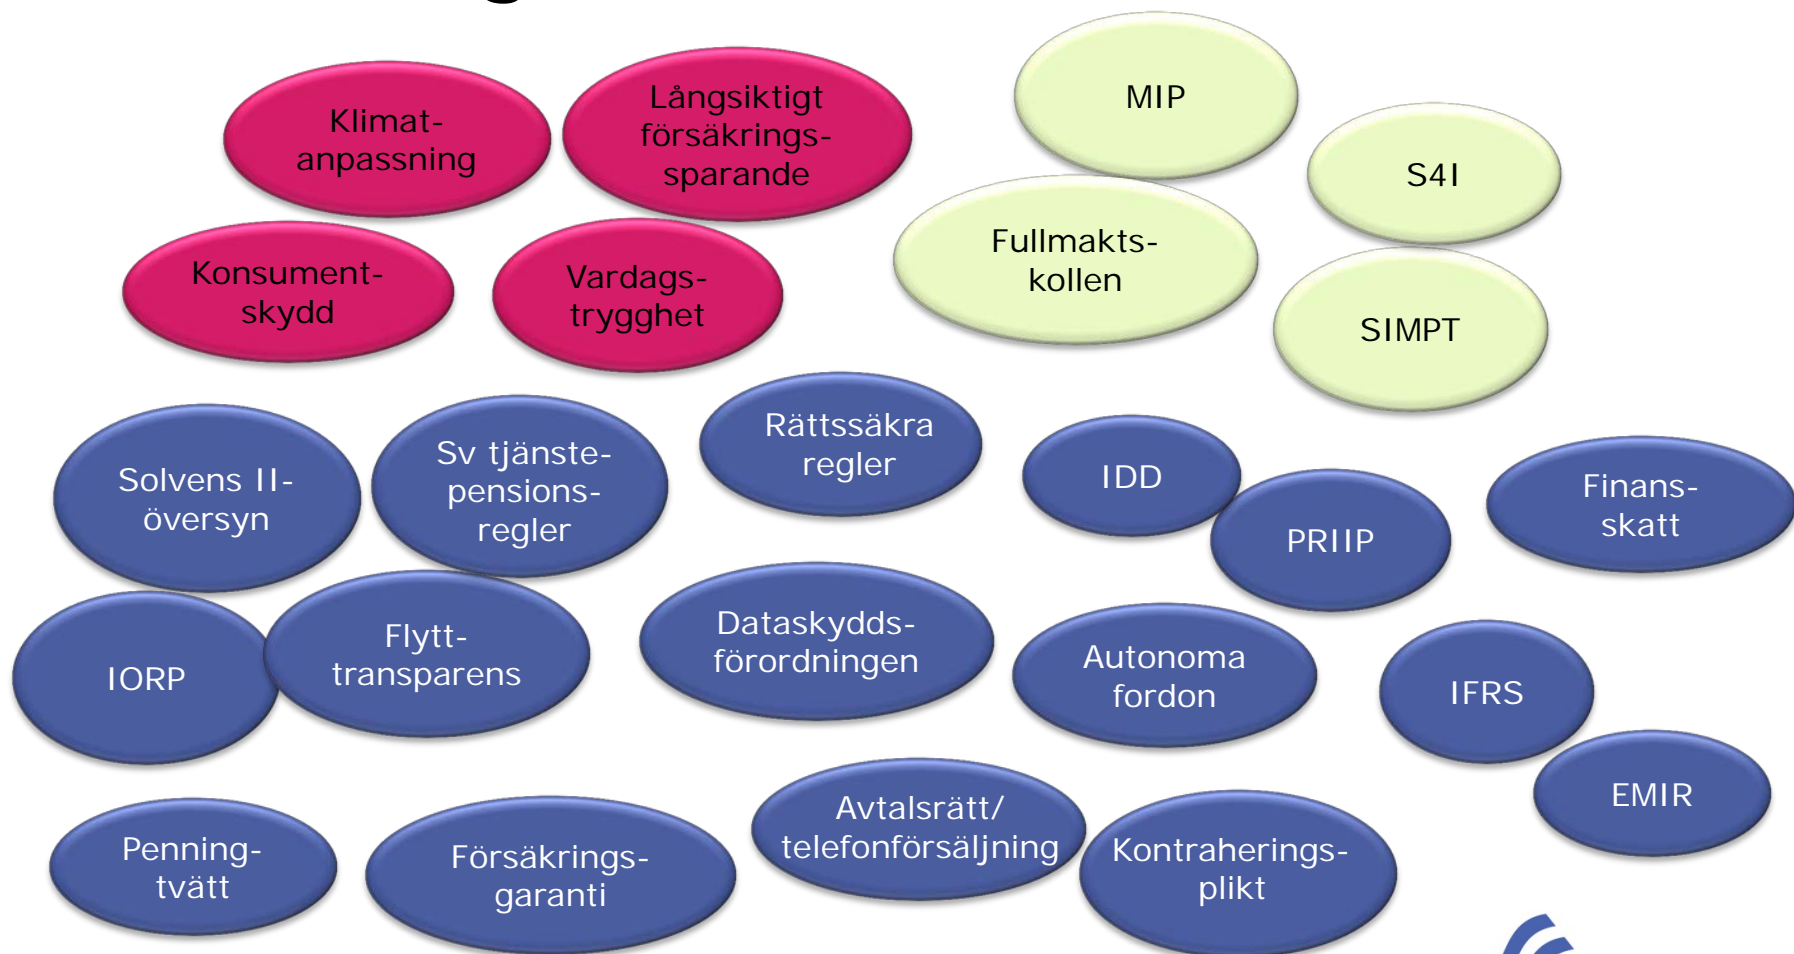 Klimat-
anpassning
Långsiktigt
försäkrings-
sparande
MIP
S4I
Konsument-
skydd
Vardags-
trygghet
Fullmakts-
kollen
SIMPT
Solvens II-
översyn
Sv tjänste-
pensions-
regler
Rättssäkra
regler
IDD
PRIIP
Finans-
skatt
IORP
Flytt-
transparens
Dataskydds-
förordningen
Autonoma
fordon
IFRS
EMIR
Penning-
tvätt
Försäkrings-
garanti
Avtalsrätt/
telefonförsäljning
Kontraherings-
plikt